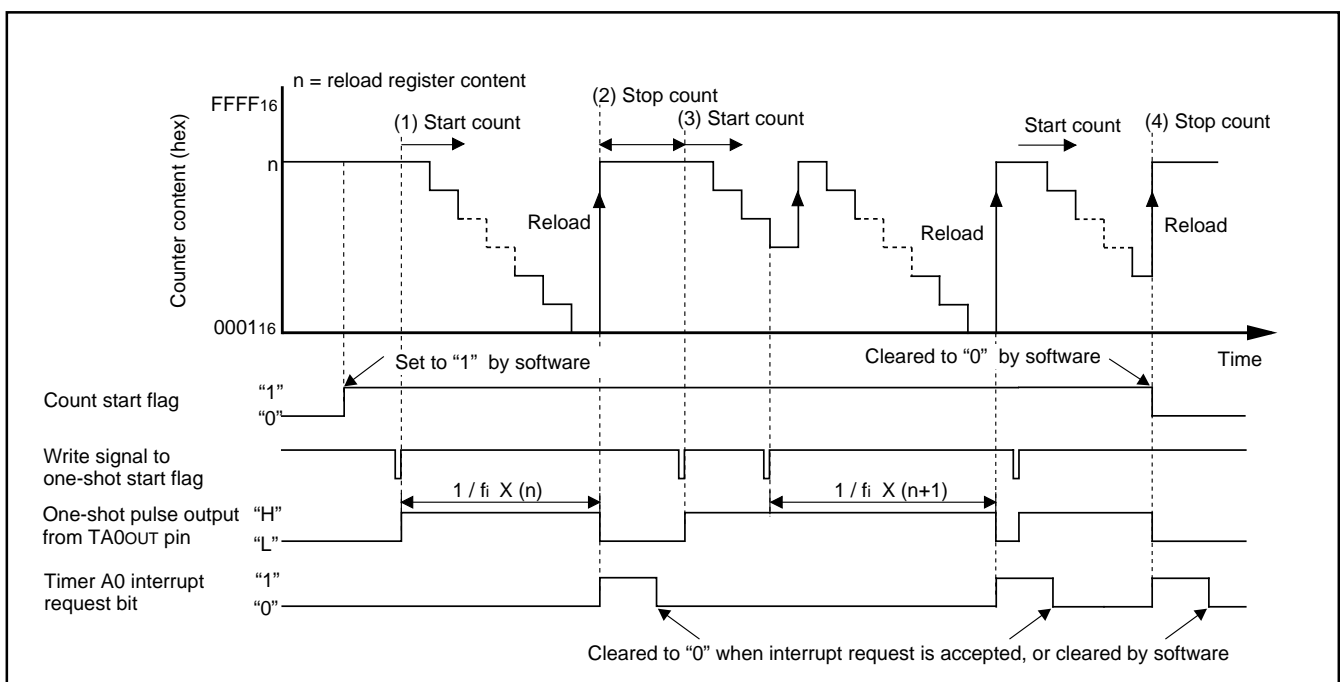 n = reload register content
FFFF16
(2) Stop count
(1) Start count
(3) Start count
Start count
(4) Stop count
Counter content (hex)
n
Reload
Reload
Reload
000116
Time
Set to “1” by software
Cleared to “0” by software
Count start flag
“1”
“0”
Write signal to
one-shot start flag
1 / fi X (n)
1 / fi X (n+1)
One-shot pulse output
from TA0OUT pin
“H”
“L”
Timer A0 interrupt
request bit
“1”
“0”
Cleared to “0” when interrupt request is accepted, or cleared by software